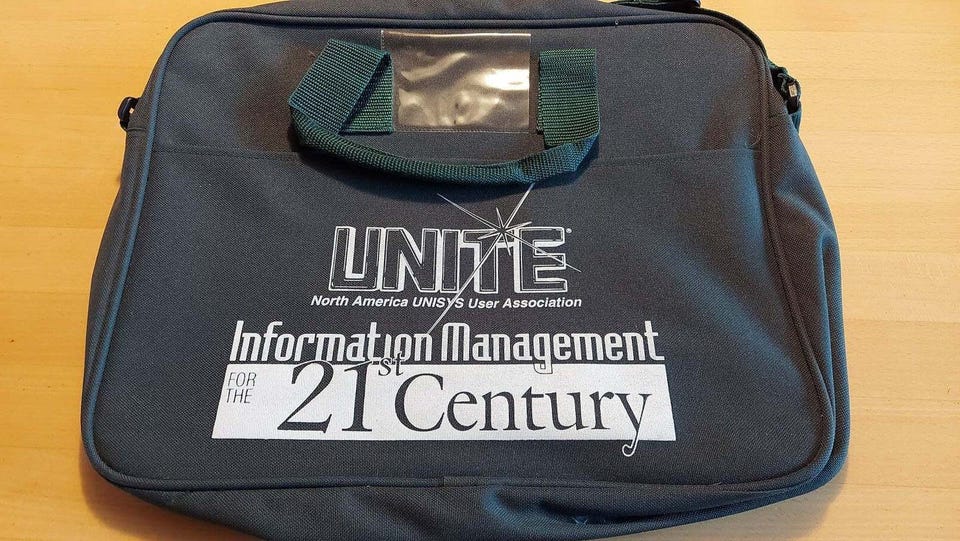 UNITE®
North America UNISYS User Association
Information Management
FOR THE 21st Century